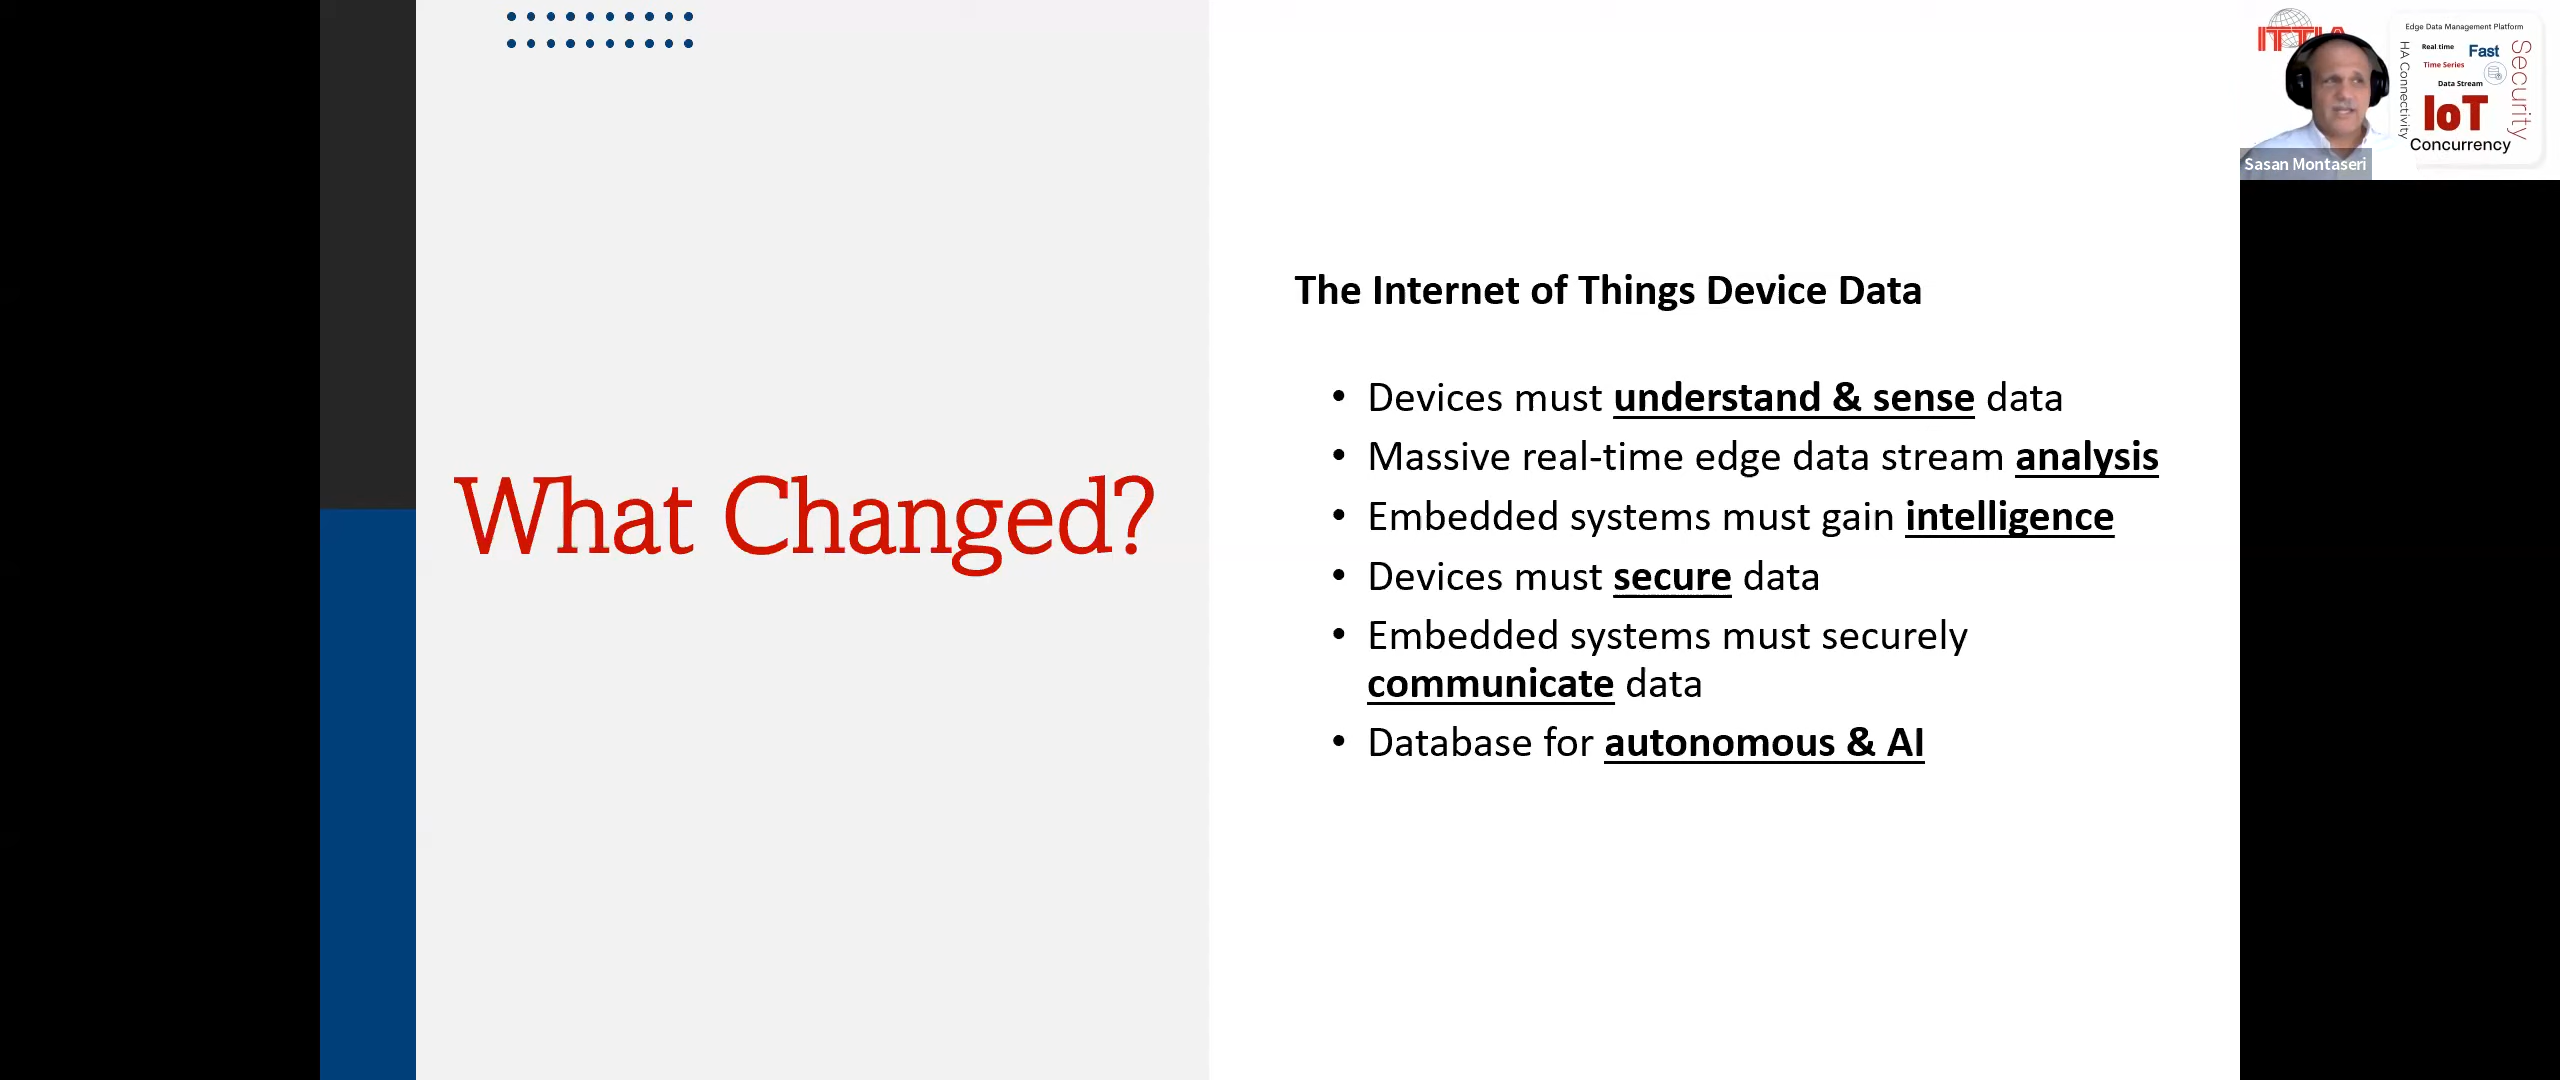 What Changed?
The Internet of Things Device Data
• Devices must understand & sense data
• Massive real-time edge data stream analysis
• Embedded systems must gain intelligence
• Devices must secure data
• Embedded systems must securely
communicate data
• Database for autonomous & AI
ITTIA
Edge Data Management Platform
HA Connectivity
Real time
Fast
Time Series
Data Stream
IoT
Concurrency
Security
Sasan Montaseri